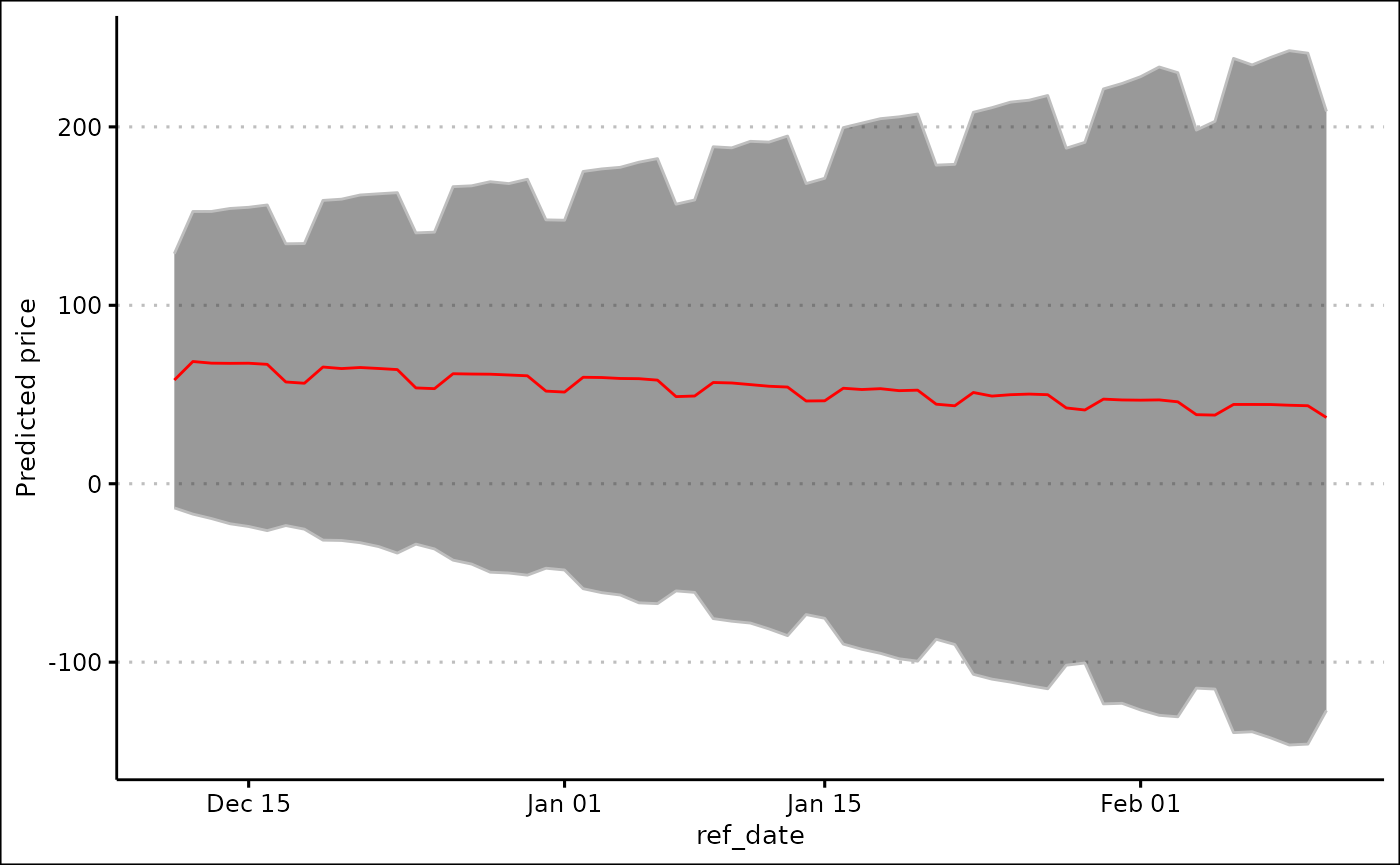 Predicted price
200
100
0
-100
Dec 15
Jan 01
Jan 15
Feb 01
ref_date